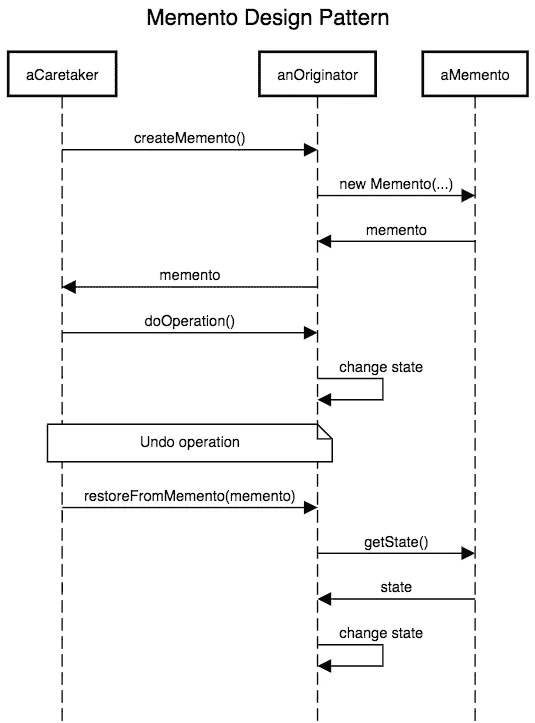 Memento Design Pattern
aCaretaker
anOriginator
aMemento
createMemento()
new Memento(...)
memento
memento
doOperation()
change state
Undo operation
restoreFromMemento(memento)
getState()
state
change state